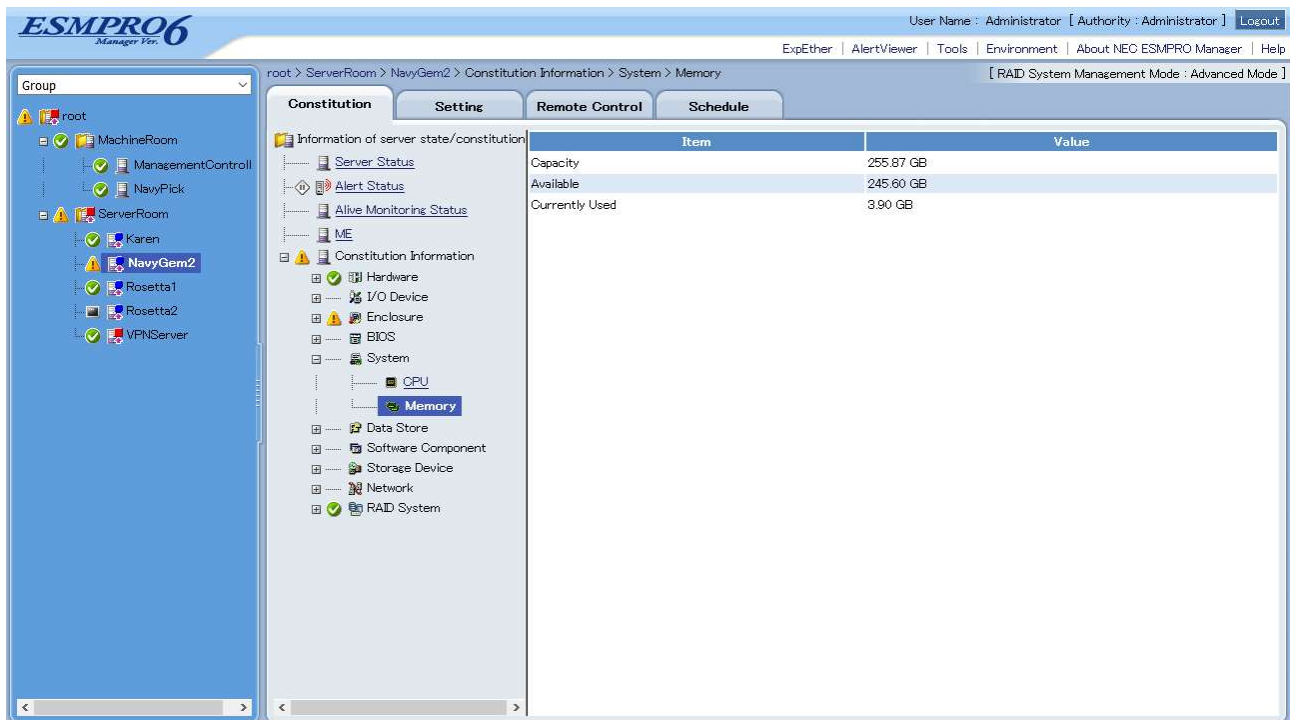 ESMPRO6
Manager Ver.
User Name : Administrator [ Authority : Administrator ] Logout
ExpEther | AlertViewer | Tools | Environment | About NEC ESMPRO Manager | Help
Group
root
MachineRoom
ManagementControll
NavyPick
ServerRoom
Karen
NavyGem2
Rosetta1
Rosetta2
VPNServer
root > ServerRoom > NavyGem2 > Constitution Information > System > Memory
[ RAID System Management Mode : Advanced Mode ]
Constitution Setting Remote Control Schedule
Information of server state/constitution
Server Status
Alert Status
Alive Monitoring Status
ME
Constitution Information
Hardware
I/O Device
Enclosure
BIOS
System
CPU
Memory
Data Store
Software Component
Storage Device
Network
RAID System
Item Value
Capacity 255.87 GB
Available 245.60 GB
Currently Used 3.90 GB